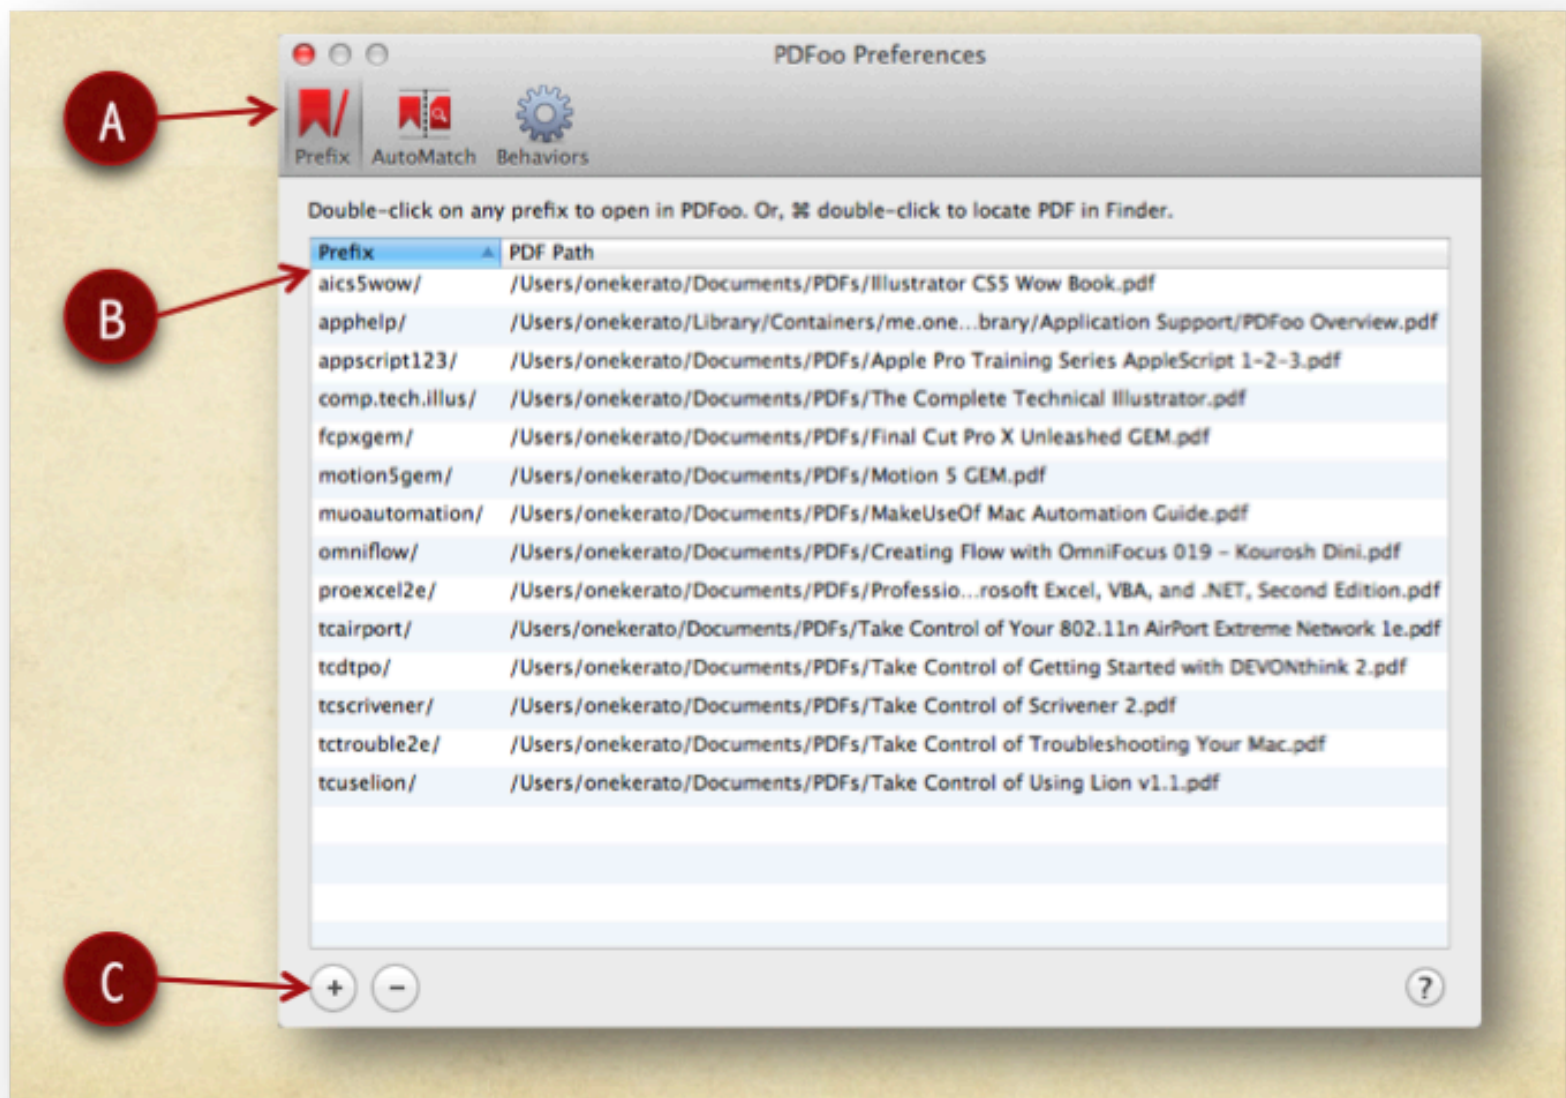 PDFoo Preferences
A
Prefix AutoMatch Behaviors
Double-click on any prefix to open in PDFoo. Or, ⌘ double-click to locate PDF in Finder.
Prefix PDF Path
B
aics5wow/ /Users/onekerato/Documents/PDFs/Illustrator CS5 Wow Book.pdf
apphelp/ /Users/onekerato/Library/Containers/me.one...brary/Application Support/PDFoo Overview.pdf
appscript123/ /Users/onekerato/Documents/PDFs/Apple Pro Training Series AppleScript 1-2-3.pdf
comp.tech.illus/ /Users/onekerato/Documents/PDFs/The Complete Technical Illustrator.pdf
fcpxgem/ /Users/onekerato/Documents/PDFs/Final Cut Pro X Unleashed GEM.pdf
motion5gem/ /Users/onekerato/Documents/PDFs/Motion 5 GEM.pdf
muoautomation/ /Users/onekerato/Documents/PDFs/MakeUseOf Mac Automation Guide.pdf
omniflow/ /Users/onekerato/Documents/PDFs/Creating Flow with OmniFocus 019 – Kourosh Dini.pdf
proexcel2e/ /Users/onekerato/Documents/PDFs/Professio...rosoft Excel, VBA, and .NET, Second Edition.pdf
tcairport/ /Users/onekerato/Documents/PDFs/Take Control of Your 802.11n AirPort Extreme Network 1e.pdf
tcdtpo/ /Users/onekerato/Documents/PDFs/Take Control of Getting Started with DEVONthink 2.pdf
tcscrivener/ /Users/onekerato/Documents/PDFs/Take Control of Scrivener 2.pdf
tctrouble2e/ /Users/onekerato/Documents/PDFs/Take Control of Troubleshooting Your Mac.pdf
tcuselion/ /Users/onekerato/Documents/PDFs/Take Control of Using Lion v1.1.pdf
C
+ − ?